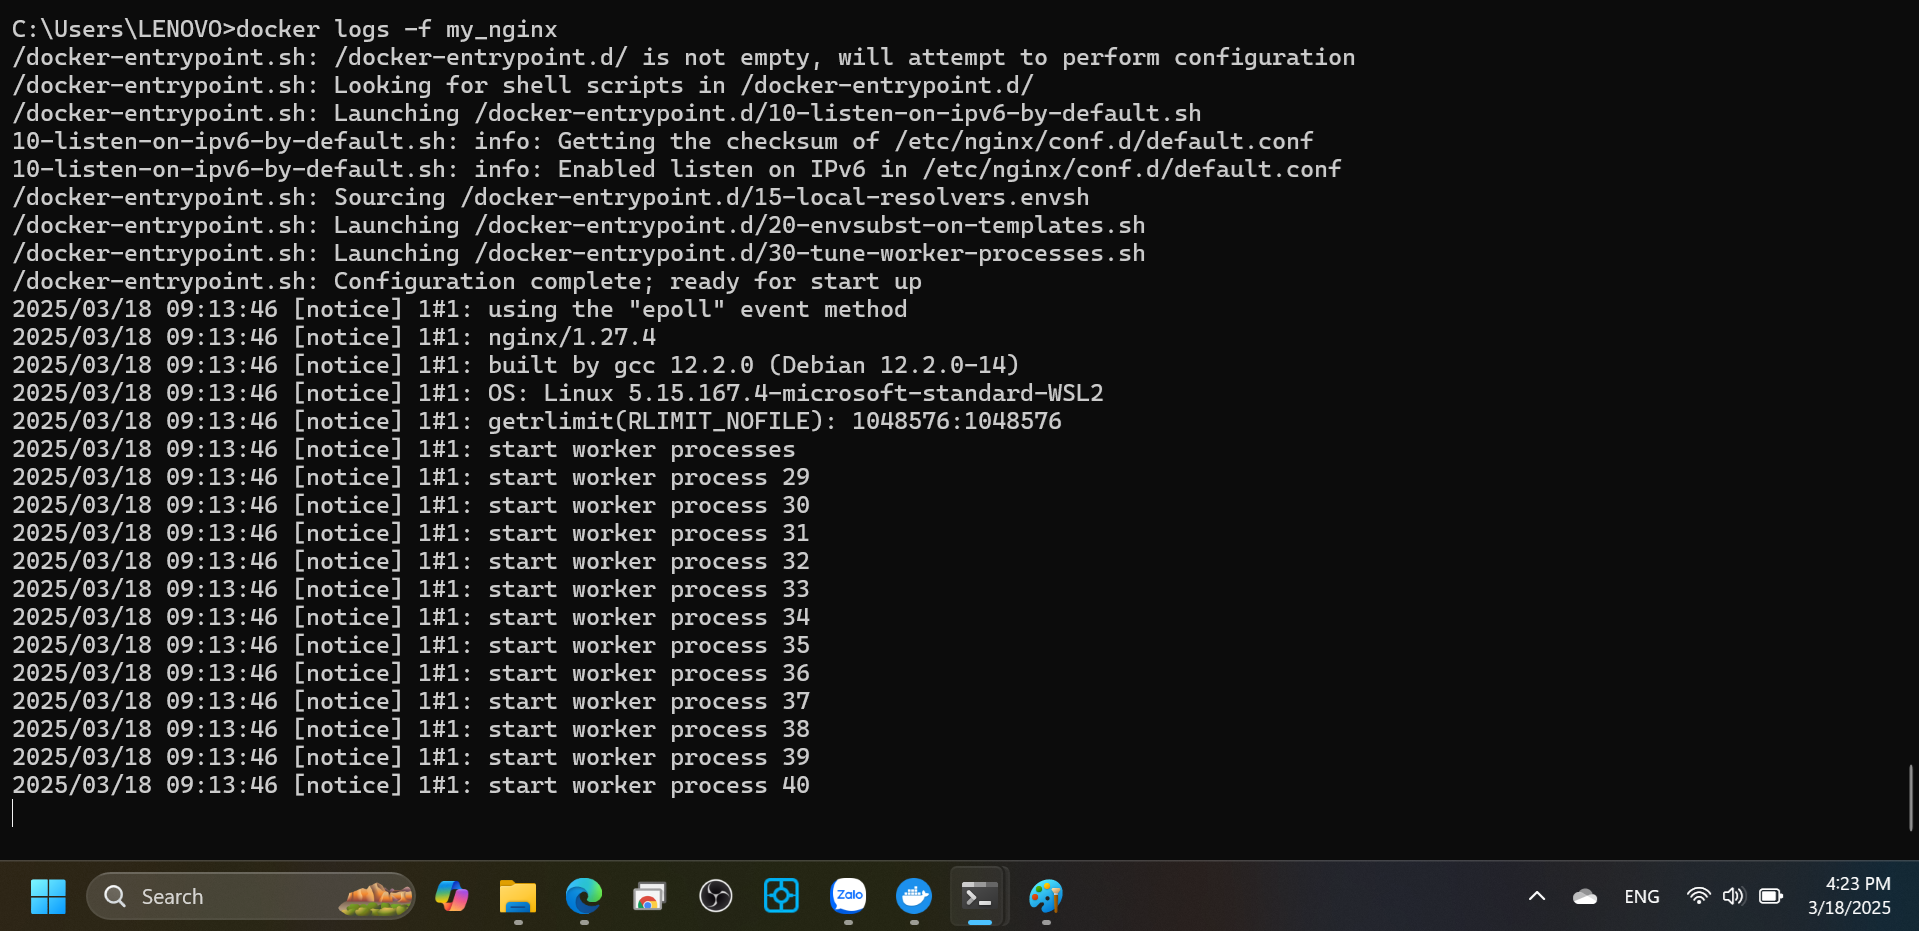 C:\Users\LENOVO>docker logs -f my_nginx
/docker-entrypoint.sh: /docker-entrypoint.d/ is not empty, will attempt to perform configuration
/docker-entrypoint.sh: Looking for shell scripts in /docker-entrypoint.d/
/docker-entrypoint.sh: Launching /docker-entrypoint.d/10-listen-on-ipv6-by-default.sh
10-listen-on-ipv6-by-default.sh: info: Getting the checksum of /etc/nginx/conf.d/default.conf
10-listen-on-ipv6-by-default.sh: info: Enabled listen on IPv6 in /etc/nginx/conf.d/default.conf
/docker-entrypoint.sh: Sourcing /docker-entrypoint.d/15-local-resolvers.envsh
/docker-entrypoint.sh: Launching /docker-entrypoint.d/20-envsubst-on-templates.sh
/docker-entrypoint.sh: Launching /docker-entrypoint.d/30-tune-worker-processes.sh
/docker-entrypoint.sh: Configuration complete; ready for start up
2025/03/18 09:13:46 [notice] 1#1: using the "epoll" event method
2025/03/18 09:13:46 [notice] 1#1: nginx/1.27.4
2025/03/18 09:13:46 [notice] 1#1: built by gcc 12.2.0 (Debian 12.2.0-14)
2025/03/18 09:13:46 [notice] 1#1: OS: Linux 5.15.167.4-microsoft-standard-WSL2
2025/03/18 09:13:46 [notice] 1#1: getrlimit(RLIMIT_NOFILE): 1048576:1048576
2025/03/18 09:13:46 [notice] 1#1: start worker processes
2025/03/18 09:13:46 [notice] 1#1: start worker process 29
2025/03/18 09:13:46 [notice] 1#1: start worker process 30
2025/03/18 09:13:46 [notice] 1#1: start worker process 31
2025/03/18 09:13:46 [notice] 1#1: start worker process 32
2025/03/18 09:13:46 [notice] 1#1: start worker process 33
2025/03/18 09:13:46 [notice] 1#1: start worker process 34
2025/03/18 09:13:46 [notice] 1#1: start worker process 35
2025/03/18 09:13:46 [notice] 1#1: start worker process 36
2025/03/18 09:13:46 [notice] 1#1: start worker process 37
2025/03/18 09:13:46 [notice] 1#1: start worker process 38
2025/03/18 09:13:46 [notice] 1#1: start worker process 39
2025/03/18 09:13:46 [notice] 1#1: start worker process 40
Search
Zalo
ENG
4:23 PM
3/18/2025